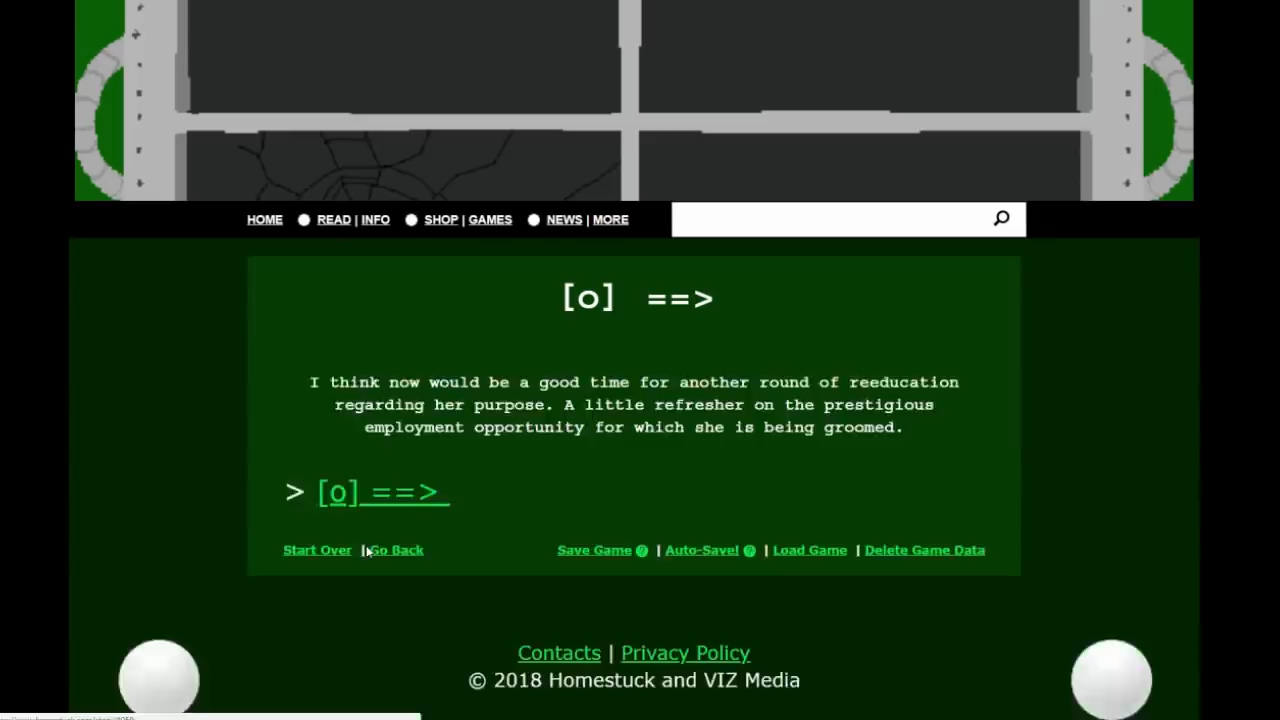 HOME READ | INFO SHOP | GAMES NEWS | MORE
[o] ==>
I think now would be a good time for another round of reeducation
regarding her purpose. A little refresher on the prestigious
employment opportunity for which she is being groomed.
> [o] ==>
Start Over | Go Back Save Game ? | Auto-Save! ? | Load Game | Delete Game Data
Contacts | Privacy Policy
© 2018 Homestuck and VIZ Media